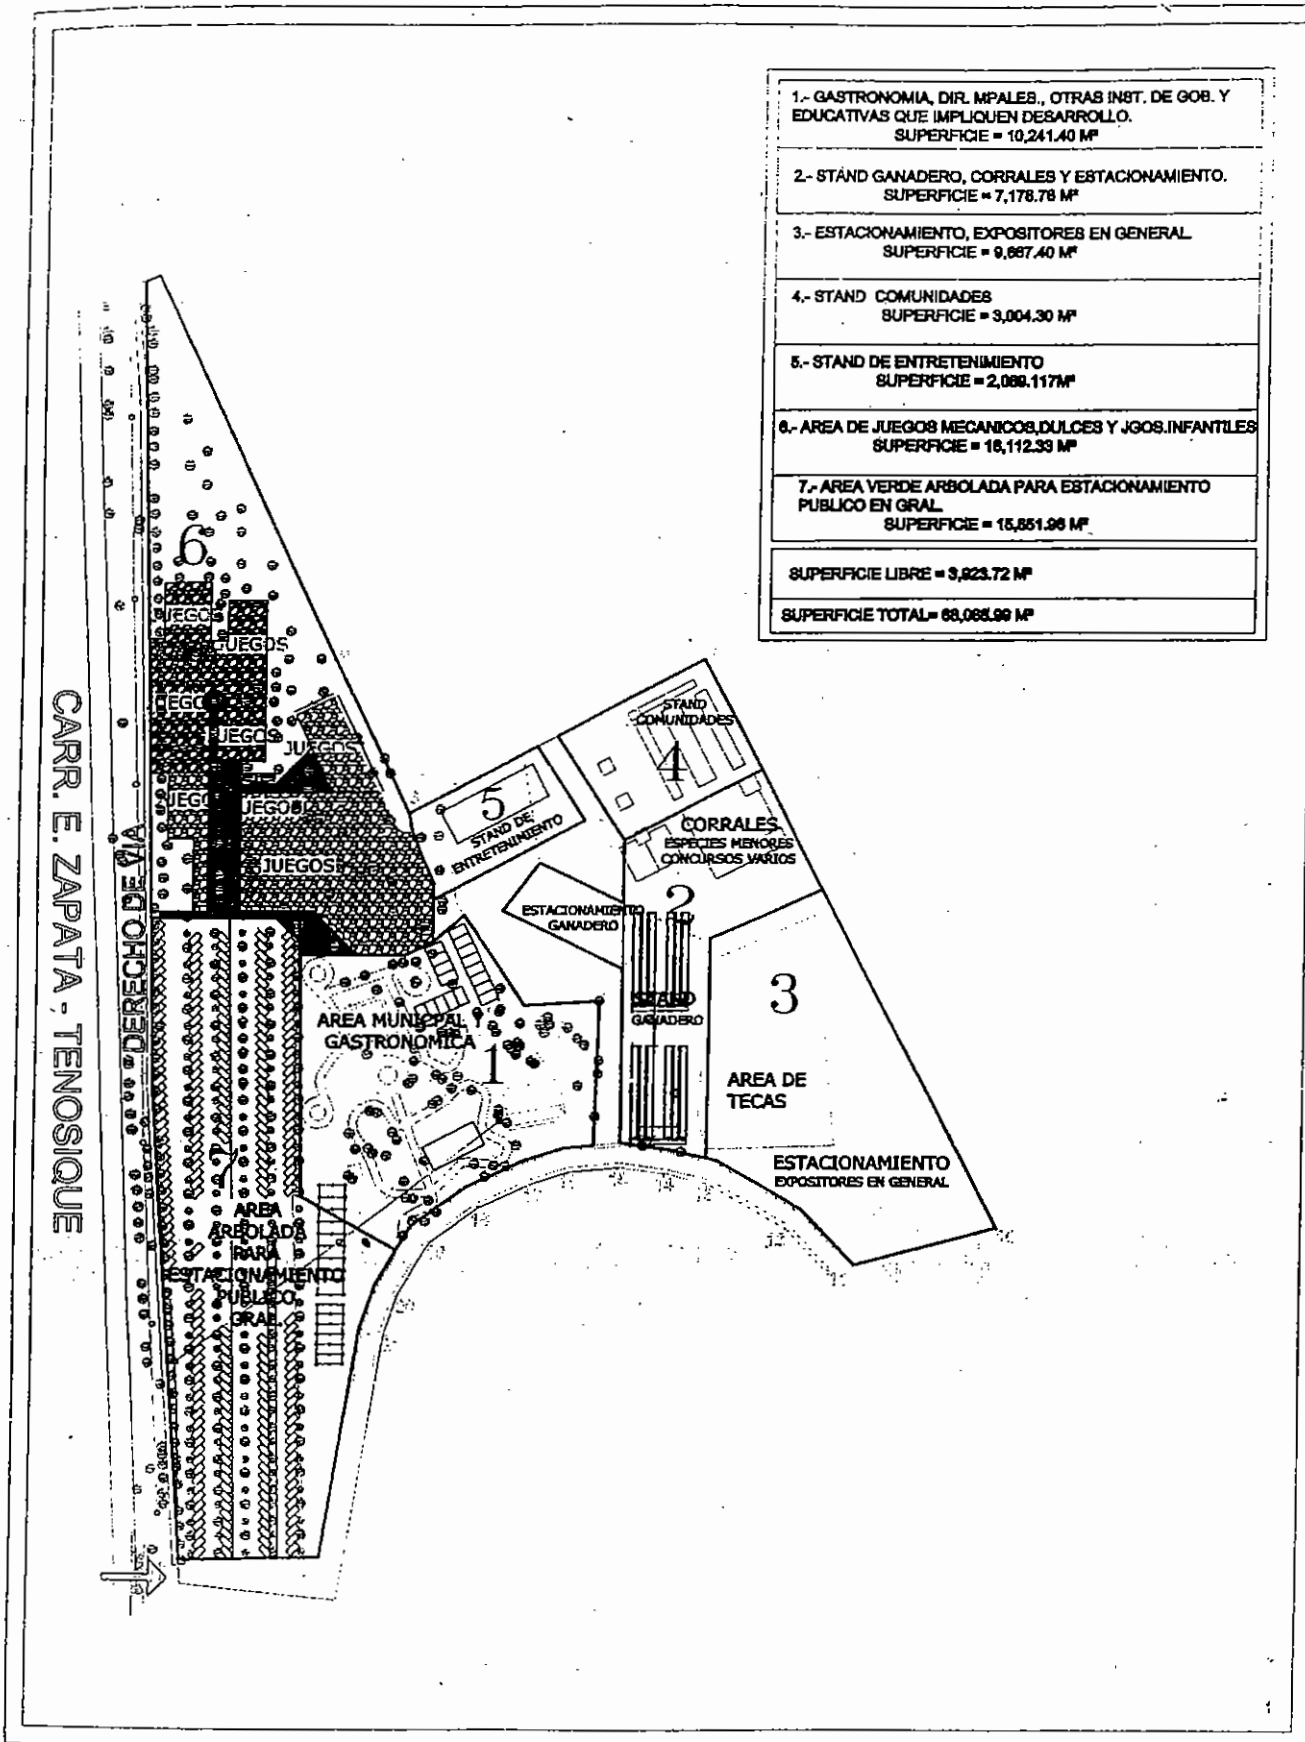 1.- GASTRONOMIA, DIR. MPALES., OTRAS INST. DE GOB. Y
EDUCATIVAS QUE IMPLIQUEN DESARROLLO.
SUPERFICIE = 10,241.40 M²
2.- STAND GANADERO, CORRALES Y ESTACIONAMIENTO.
SUPERFICIE = 7,178.78 M²
3.- ESTACIONAMIENTO, EXPOSITORES EN GENERAL
SUPERFICIE = 9,667.40 M²
4.- STAND COMUNIDADES
SUPERFICIE = 3,004.30 M²
5.- STAND DE ENTRETENIMIENTO
SUPERFICIE = 2,089.117M²
6.- AREA DE JUEGOS MECANICOS,DULCES Y JGOS.INFANTILES
SUPERFICIE = 16,112.33 M²
7.- AREA VERDE ARBOLADA PARA ESTACIONAMIENTO
PUBLICO EN GRAL.
SUPERFICIE = 15,851.96 M²
SUPERFICIE LIBRE = 3,923.72 M²
SUPERFICIE TOTAL=
6
JUEGOS
JUEGOS
JUEGOS
JUEGOS
JUEGOS
JUEGOS
CARR. E. ZAPATA - TENOSIQUE
DERECHO DE VIA
STAND
COMUNIDADES
4
5
STAND DE
ENTRETENIMIENTO
CORRALES
ESPECIES MENORES
CONCURSOS VARIOS
2
ESTACIONAMIENTO
GANADERO
STAND
GANADERO
3
AREA DE
TECAS
ESTACIONAMIENTO
EXPOSITORES EN GENERAL
AREA MUNICIPAL Y
GASTRONOMICA
1
7
AREA
ARBOLADA
PARA
ESTACIONAMIENTO
PUBLICO
GRAL.